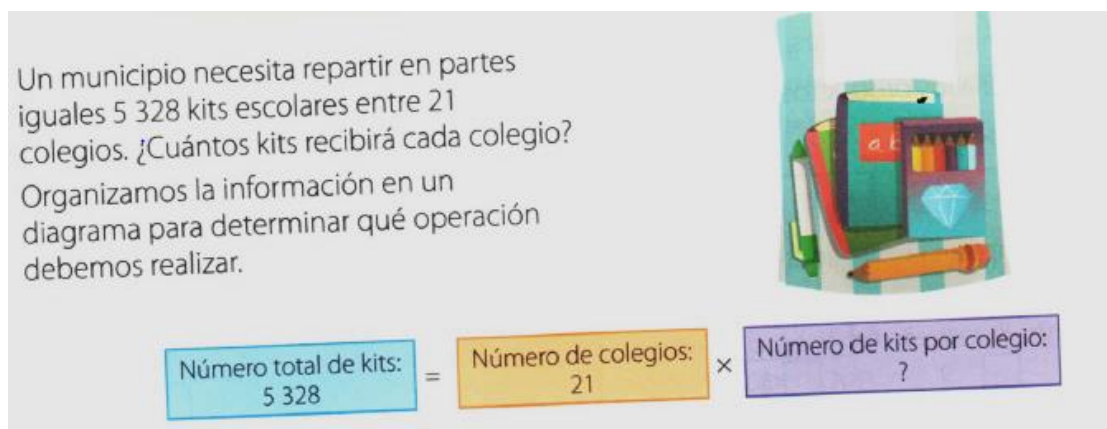 Un municipio necesita repartir en partes
iguales 5 328 kits escolares entre 21
colegios. ¿Cuántos kits recibirá cada colegio?
Organizamos la información en un
diagrama para determinar qué operación
debemos realizar.
a b
Número total de kits:
5 328
=
Número de colegios:
21
×
Número de kits por colegio:
?